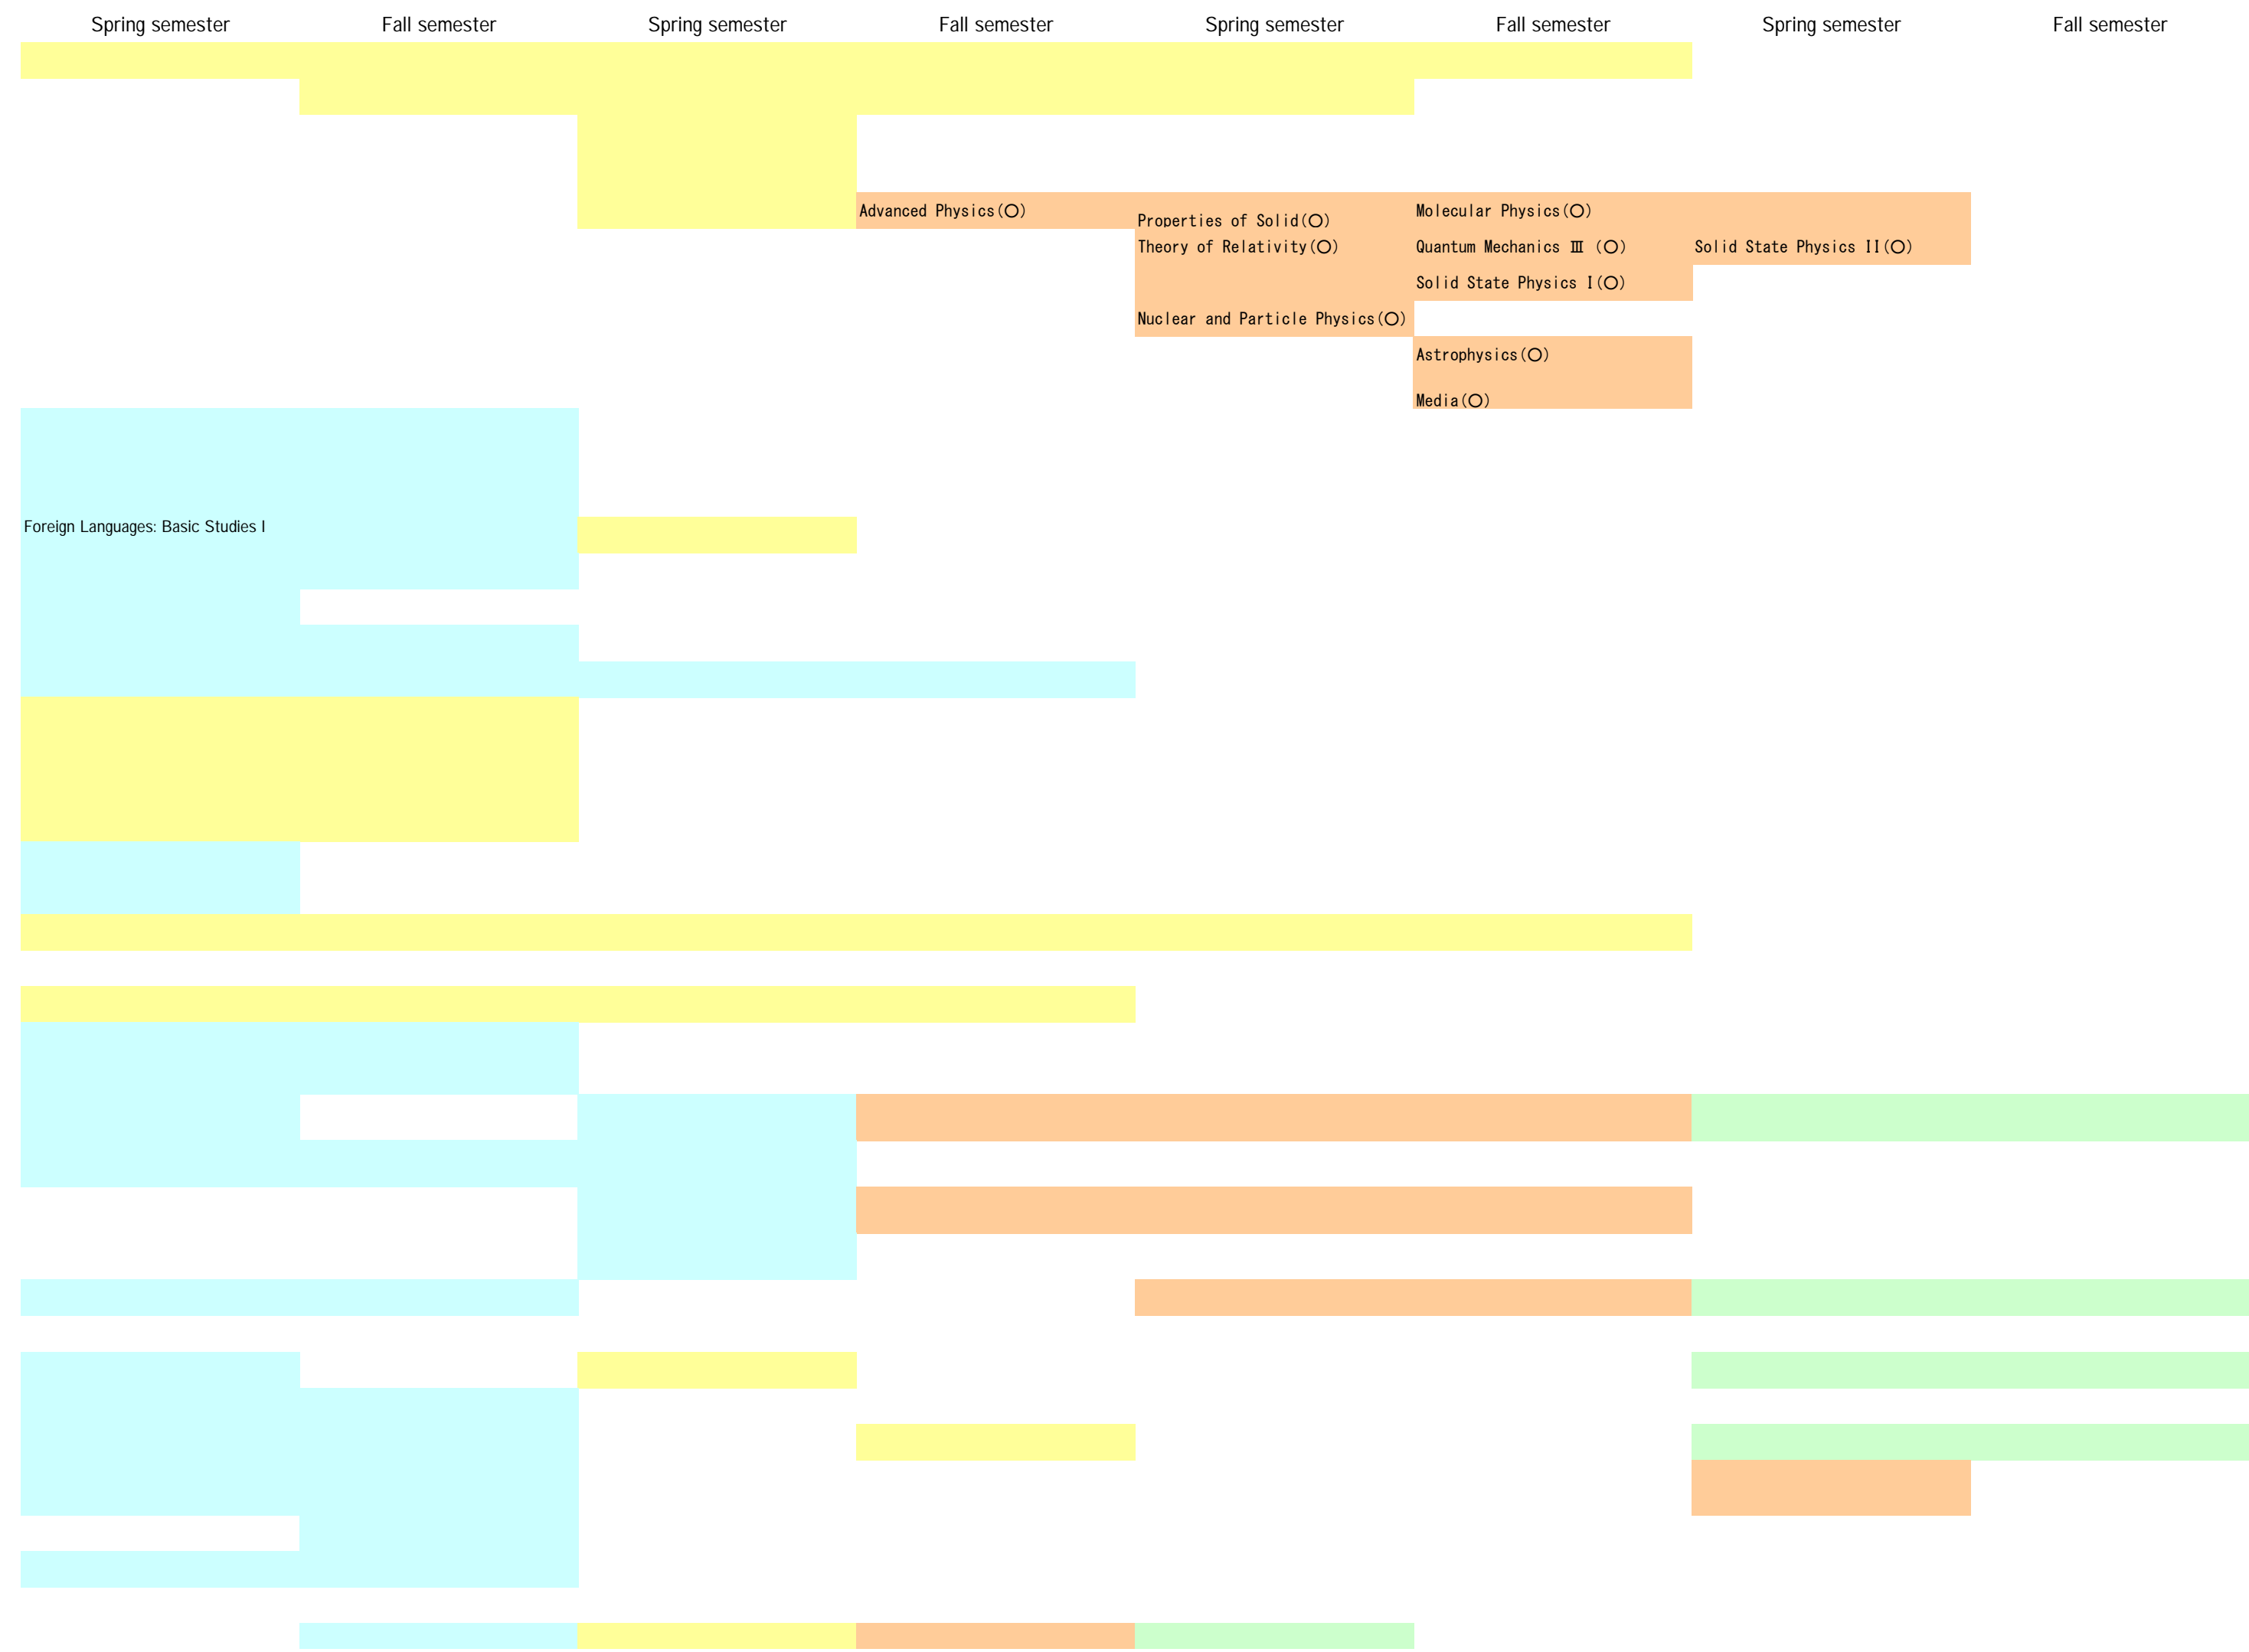 Spring semester Fall semester Spring semester Fall semester Spring semester Fall semester Spring semester Fall semester
Advanced Physics(〇) Properties of Solid(〇) Molecular Physics(〇)
Theory of Relativity(〇) Quantum Mechanics Ⅲ (〇) Solid State Physics II(〇)
Solid State Physics I(〇)
Nuclear and Particle Physics(〇)
Astrophysics(〇)
Media(〇)
Foreign Languages: Basic Studies I